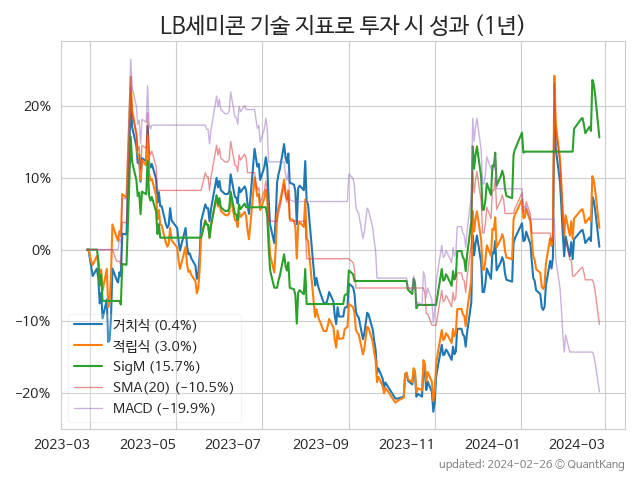 LB세미콘 기술 지표로 투자 시 성과 (1년)
20%
10%
0%
−10%
−20%
거치식 (0.4%)
적립식 (3.0%)
SigM (15.7%)
SMA(20) (−10.5%)
MACD (−19.9%)
2023−03 2023−05 2023−07 2023−09 2023−11 2024−01 2024−03
updated: 2024−02−26 © QuantKang